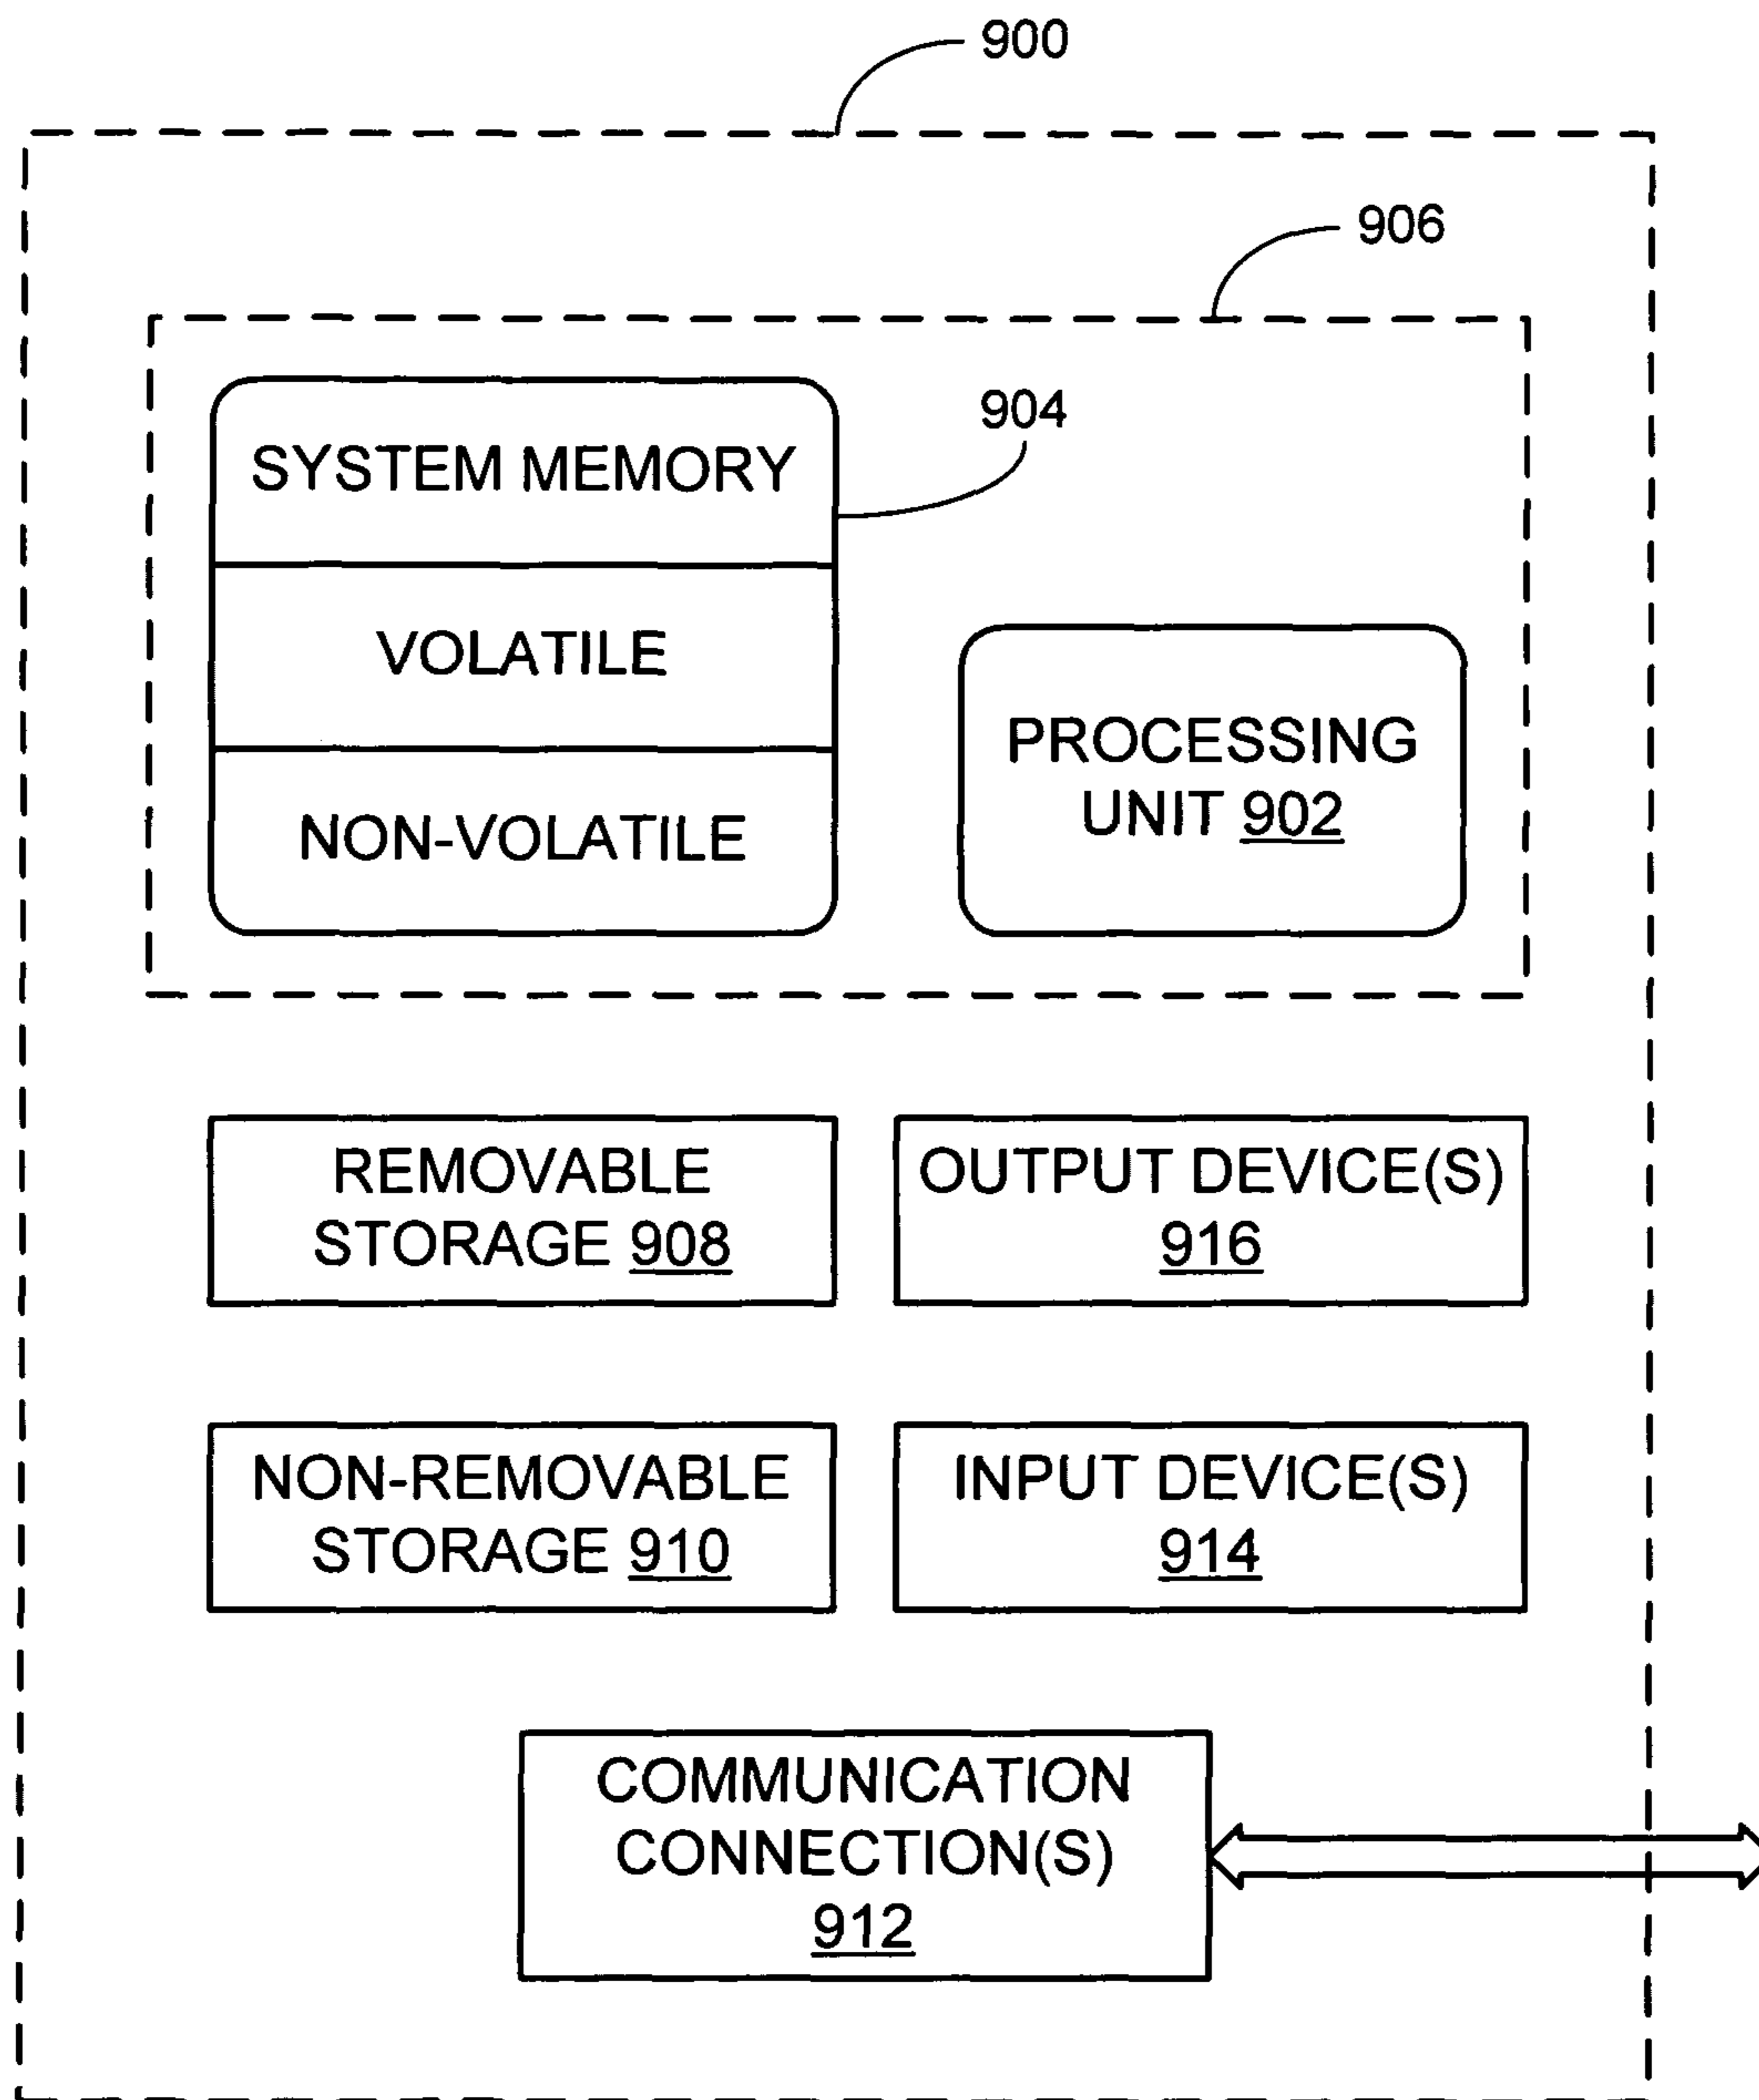 900
906
904
SYSTEM MEMORY
VOLATILE
NON-VOLATILE
PROCESSING
UNIT 902
REMOVABLE
STORAGE 908
OUTPUT DEVICE(S)
916
NON-REMOVABLE
STORAGE 910
INPUT DEVICE(S)
914
COMMUNICATION
CONNECTION(S)
912